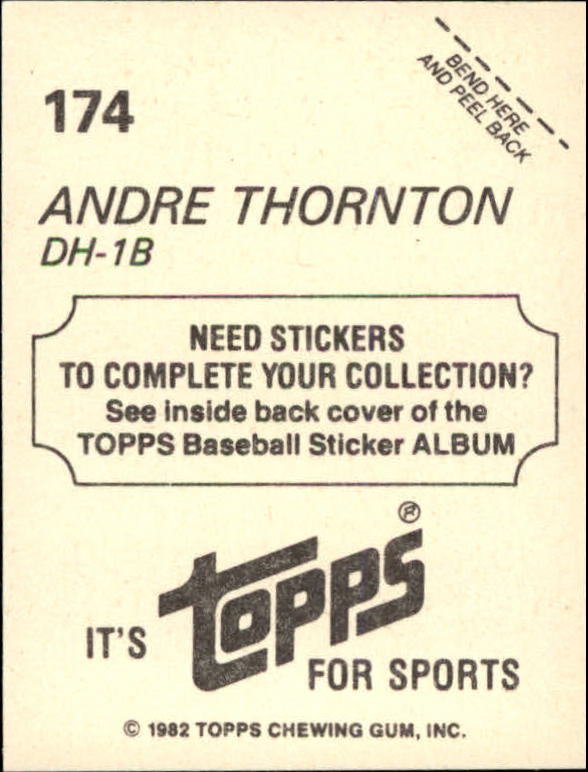 174
BEND HERE
AND PEEL BACK
ANDRE THORNTON
DH-1B
NEED STICKERS
TO COMPLETE YOUR COLLECTION?
See inside back cover of the
TOPPS Baseball Sticker ALBUM
IT'S topps ®
FOR SPORTS
© 1982 TOPPS CHEWING GUM, INC.